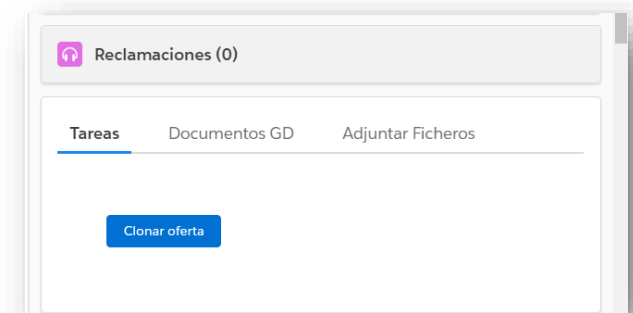 Reclamaciones (0)
Tareas Documentos GD Adjuntar Ficheros
Clonar oferta